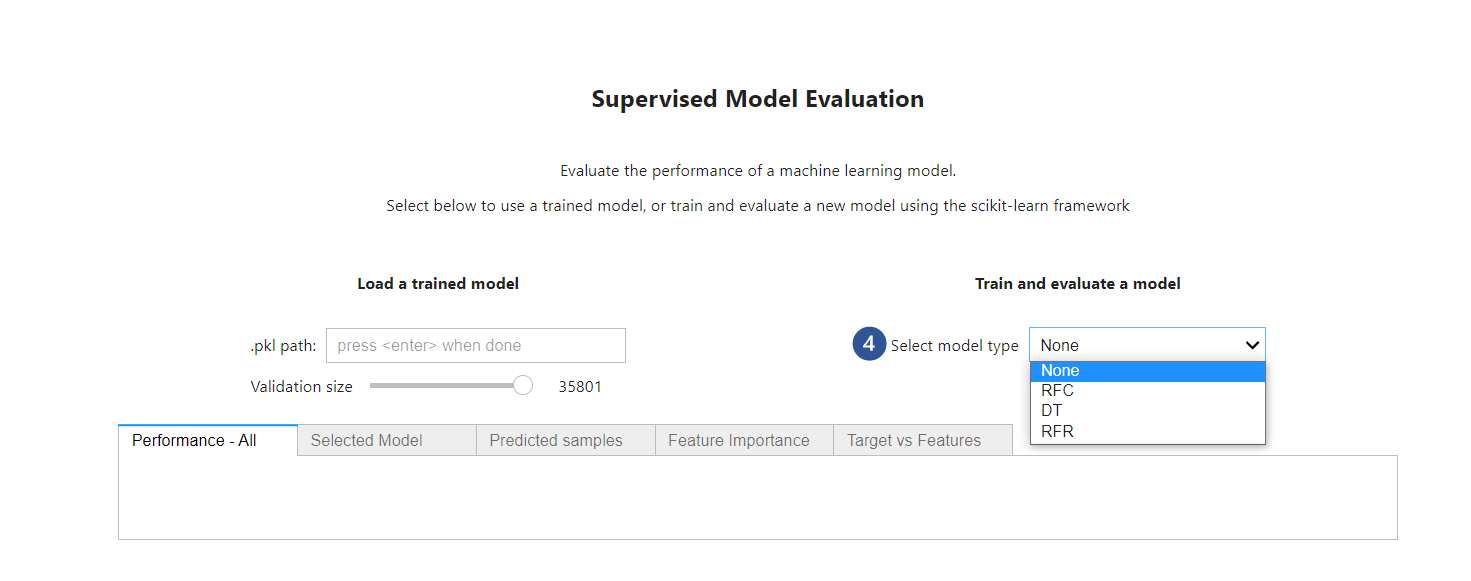 Supervised Model Evaluation
Evaluate the performance of a machine learning model.
Select below to use a trained model, or train and evaluate a new model using the scikit-learn framework
Load a trained model
.pkl path: press <enter> when done
Validation size 35801
Train and evaluate a model
4 Select model type None
None
RFC
DT
RFR
Performance - All Selected Model Predicted samples Feature Importance Target vs Features